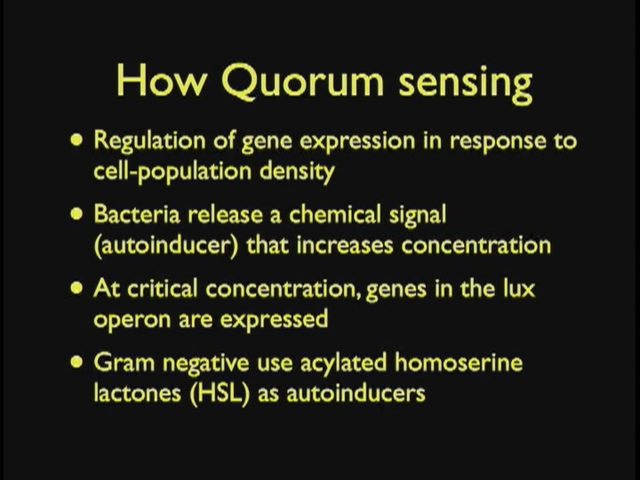 How Quorum sensing
• Regulation of gene expression in response to
cell-population density
• Bacteria release a chemical signal
(autoinducer) that increases concentration
• At critical concentration, genes in the lux
operon are expressed
• Gram negative use acylated homoserine
lactones (HSL) as autoinducers